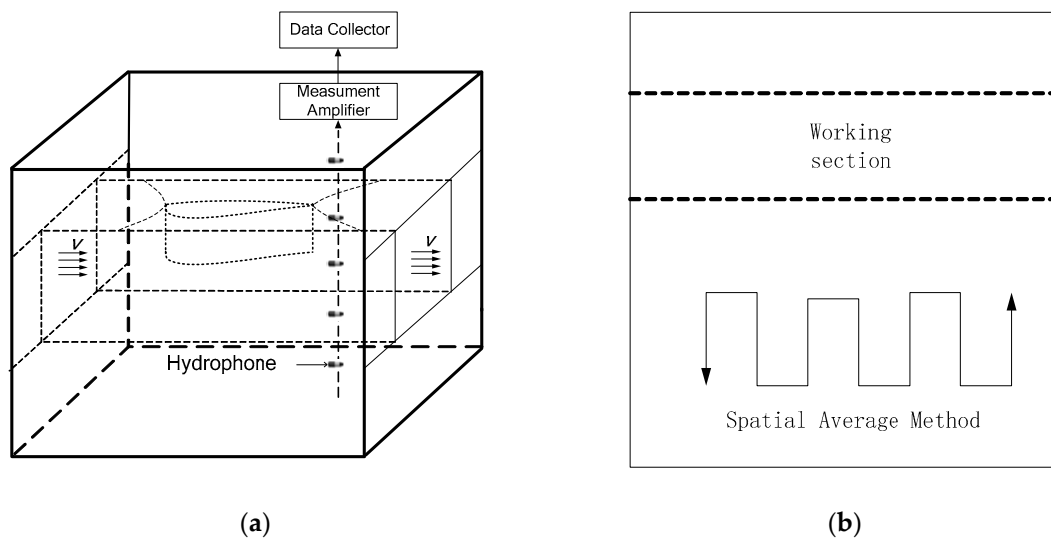 Data Collector
Measument
Amplifier
V
V
Hydrophone
(a)
Working
section
Spatial Average Method
(b)